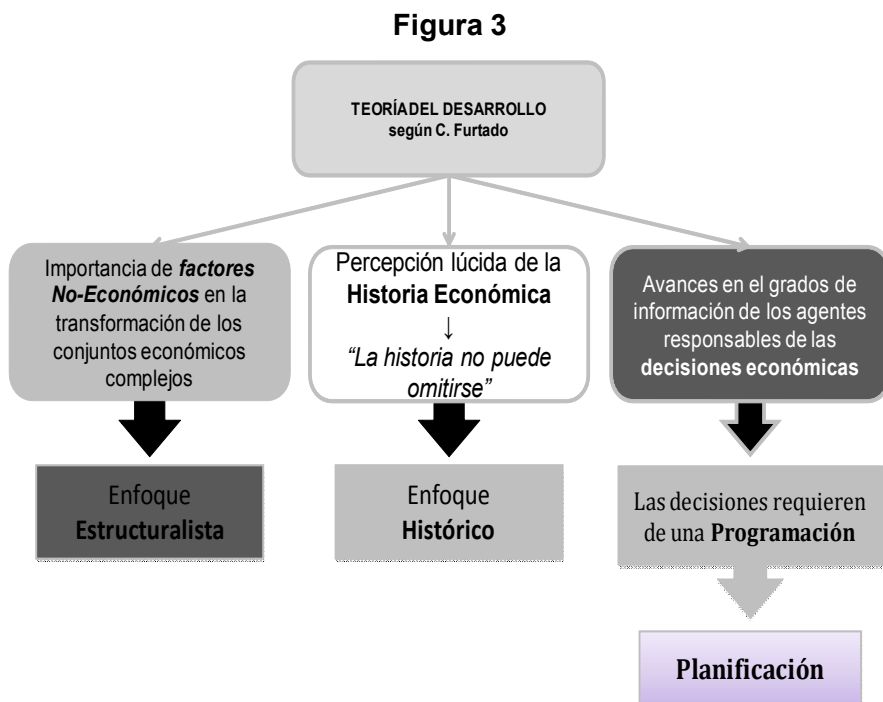 Figura 3
TEORÍADEL DESARROLLO
según C. Furtado
Importancia de factores
No-Económicos en la
transformación de los
conjuntos económicos
complejos
Percepción lúcida de la
Historia Económica
↓
“La historia no puede
omitirse”
Avances en el grados de
información de los agentes
responsables de las
decisiones económicas
Enfoque
Estructuralista
Enfoque
Histórico
Las decisiones requieren
de una Programación
Planificación